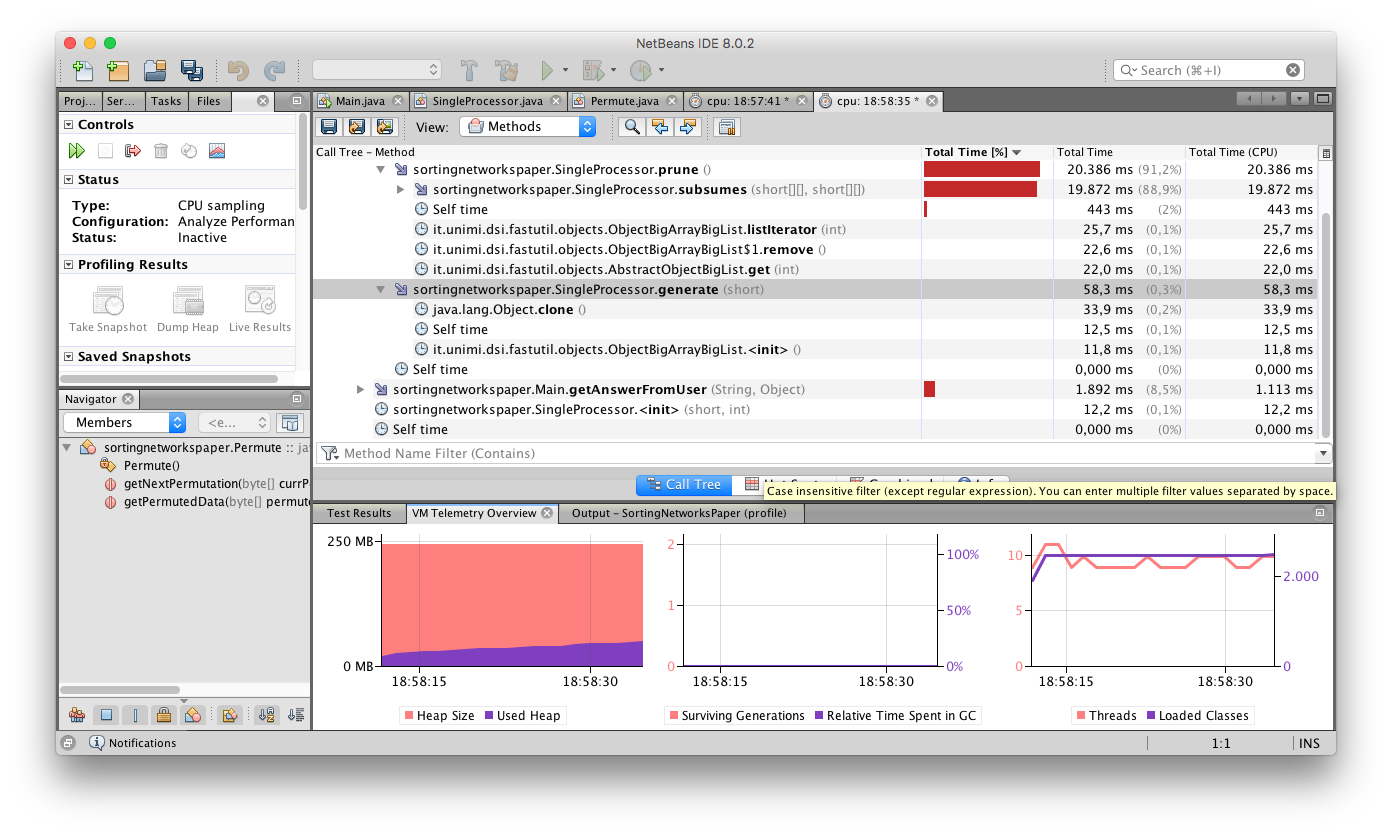 NetBeans IDE 8.0.2
Search (⌘+I)
Proj... Ser... Tasks Files
Main.java SingleProcessor.java Permute.java cpu: 18:57:41 * cpu: 18:58:35 *
Controls
Status
Type: CPU sampling
Configuration: Analyze Performan
Status: Inactive
Profiling Results
Take Snapshot Dump Heap Live Results
Saved Snapshots
Navigator
Members <e...
sortingnetworkspaper.Permute :: ja
Permute()
getNextPermutation(byte[] currP
getPermutedData(byte[] permute
View: Methods
Call Tree - Method Total Time [%] Total Time Total Time (CPU)
sortingnetworkspaper.SingleProcessor.prune () 20.386 ms (91,2%) 20.386 ms
sortingnetworkspaper.SingleProcessor.subsumes (short[][], short[][]) 19.872 ms (88,9%) 19.872 ms
Self time 443 ms (2%) 443 ms
it.unimi.dsi.fastutil.objects.ObjectBigArrayBigList.listIterator (int) 25,7 ms (0,1%) 25,7 ms
it.unimi.dsi.fastutil.objects.ObjectBigArrayBigList$1.remove () 22,6 ms (0,1%) 22,6 ms
it.unimi.dsi.fastutil.objects.AbstractObjectBigList.get (int) 22,0 ms (0,1%) 22,0 ms
sortingnetworkspaper.SingleProcessor.generate (short) 58,3 ms (0,3%) 58,3 ms
java.lang.Object.clone () 33,9 ms (0,2%) 33,9 ms
Self time 12,5 ms (0,1%) 12,5 ms
it.unimi.dsi.fastutil.objects.ObjectBigArrayBigList.<init> () 11,8 ms (0,1%) 11,8 ms
Self time 0,000 ms (0%) 0,000 ms
sortingnetworkspaper.Main.getAnswerFromUser (String, Object) 1.892 ms (8,5%) 1.113 ms
sortingnetworkspaper.SingleProcessor.<init> (short, int) 12,2 ms (0,1%) 12,2 ms
Self time 0,000 ms (0%) 0,000 ms
Method Name Filter (Contains)
Call Tree
Case insensitive filter (except regular expression). You can enter multiple filter values separated by space.
Test Results VM Telemetry Overview Output - SortingNetworksPaper (profile)
250 MB
0 MB
18:58:15 18:58:30
Heap Size Used Heap
2
1
0
100%
50%
0%
18:58:15 18:58:30
Surviving Generations Relative Time Spent in GC
10
5
0
2.000
0
18:58:15 18:58:30
Threads Loaded Classes
Notifications
1:1 INS